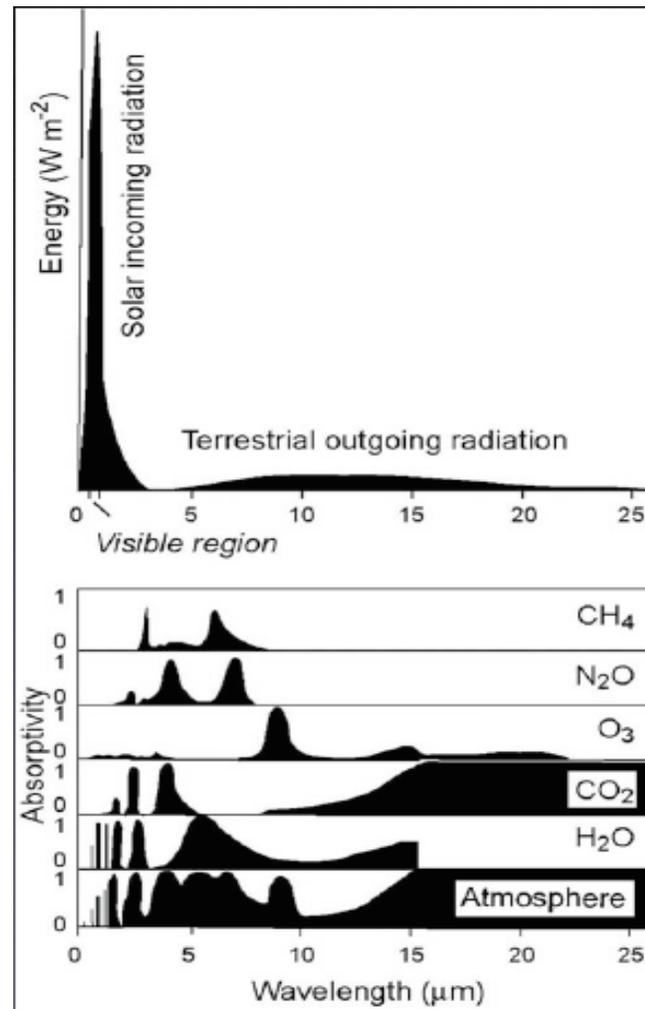 Energy (W m⁻²)
Solar incoming radiation
Terrestrial outgoing radiation
0 5 10 15 20 25
Visible region
Absorptivity
1
0
CH₄
1
0
N₂O
1
0
O₃
1
0
CO₂
1
0
H₂O
1
0
Atmosphere
0 5 10 15 20 25
Wavelength (μm)